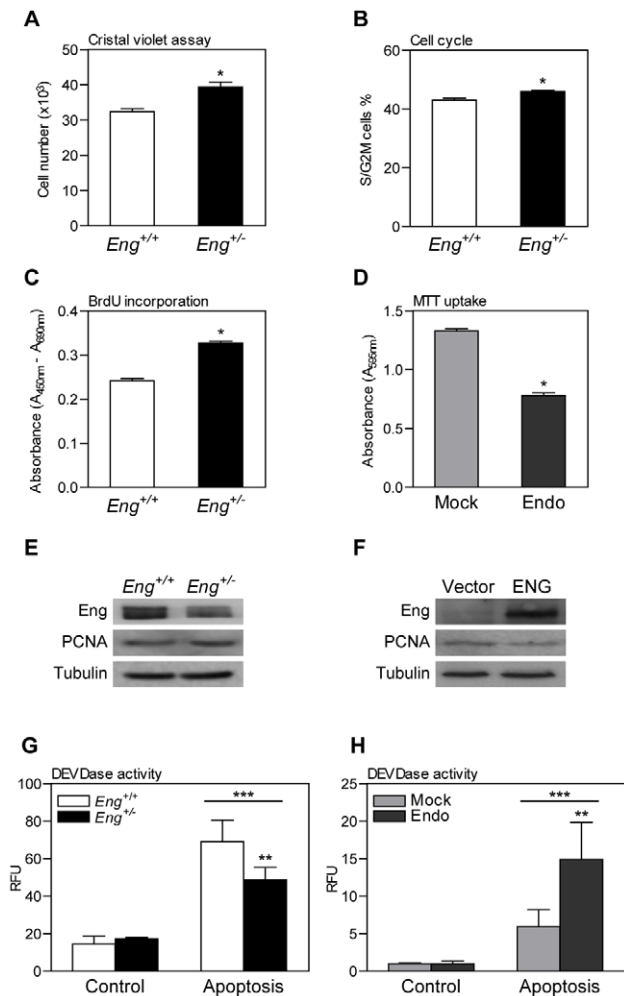 A
Cristal violet assay
Cell number (x10³)
50
40
30
20
10
0
*
Eng+/+
Eng+/-
B
Cell cycle
S/G2M cells %
60
40
20
0
*
Eng+/+
Eng+/-
C
BrdU incorporation
Absorbance (A450nm - A690nm)
0.4
0.3
0.2
0.1
0.0
*
Eng+/+
Eng+/-
D
MTT uptake
Absorbance (A595nm)
1.5
1.0
0.5
0.0
*
Mock
Endo
E
Eng+/+ Eng+/-
Eng
PCNA
Tubulin
F
Vector ENG
Eng
PCNA
Tubulin
G
DEVDase activity
RFU
100
80
60
40
20
0
Eng+/+
Eng+/-
***
**
Control
Apoptosis
H
DEVDase activity
RFU
25
20
15
10
5
0
Mock
Endo
***
**
Control
Apoptosis